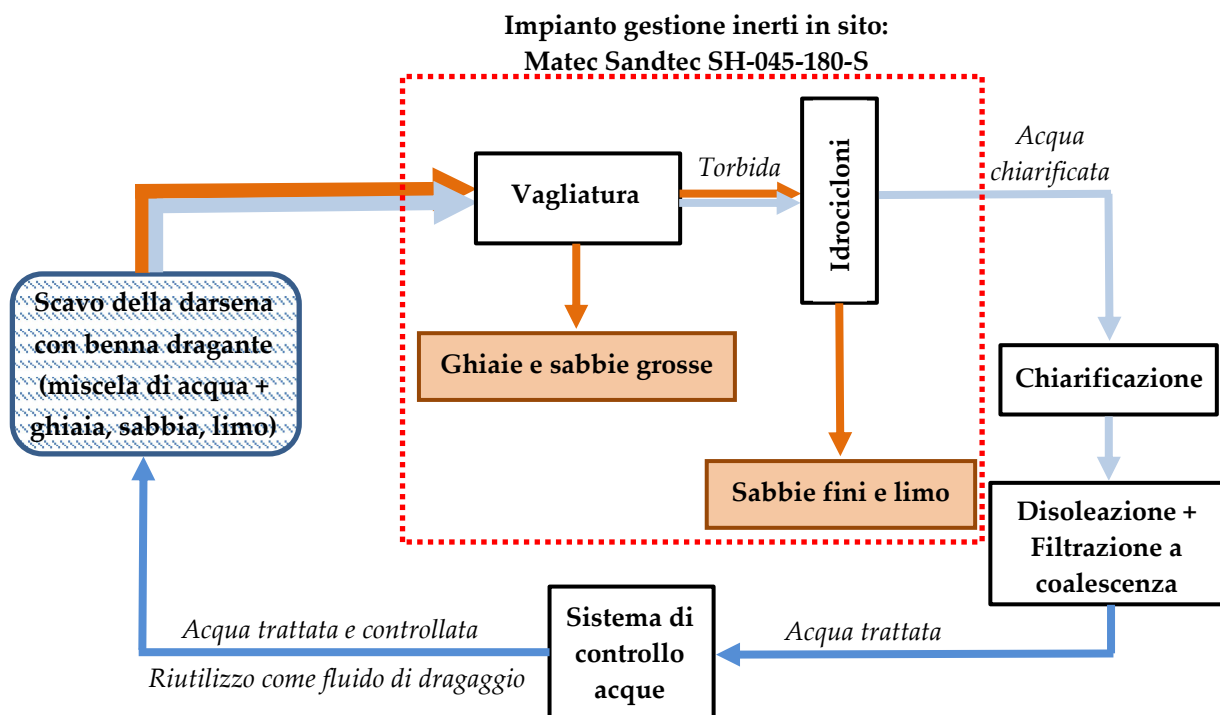 Impianto gestione inerti in sito:
Matec Sandtec SH-045-180-S
Vagliatura
Torbida
Idrocicloni
Acqua
chiarificata
Scavo della darsena
con benna dragante
(miscela di acqua +
ghiaia, sabbia, limo)
Ghiaie e sabbie grosse
Chiarificazione
Sabbie fini e limo
Disoleazione +
Filtrazione a
coalescenza
Sistema di
controllo
acque
Acqua trattata
Acqua trattata e controllata
Riutilizzo come fluido di dragaggio